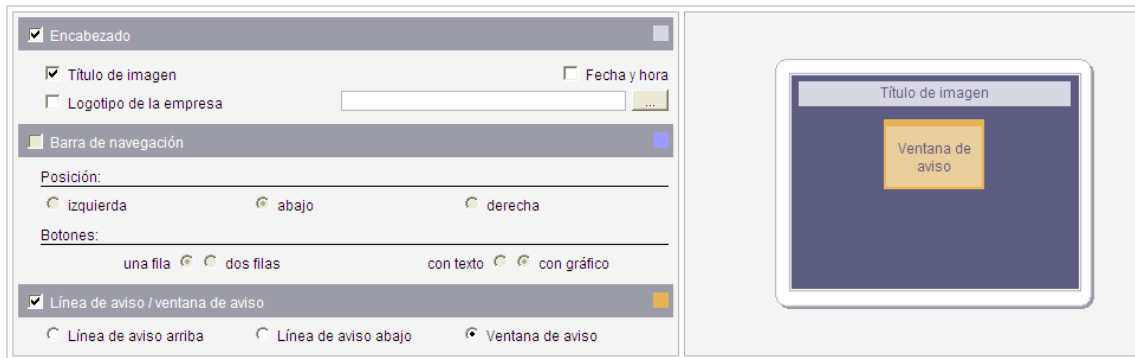 Encabezado
Título de imagen
Fecha y hora
Logotipo de la empresa
...
Barra de navegación
Posición:
izquierda abajo derecha
Botones:
una fila dos filas con texto con gráfico
Línea de aviso / ventana de aviso
Línea de aviso arriba Línea de aviso abajo Ventana de aviso
Título de imagen
Ventana de
aviso